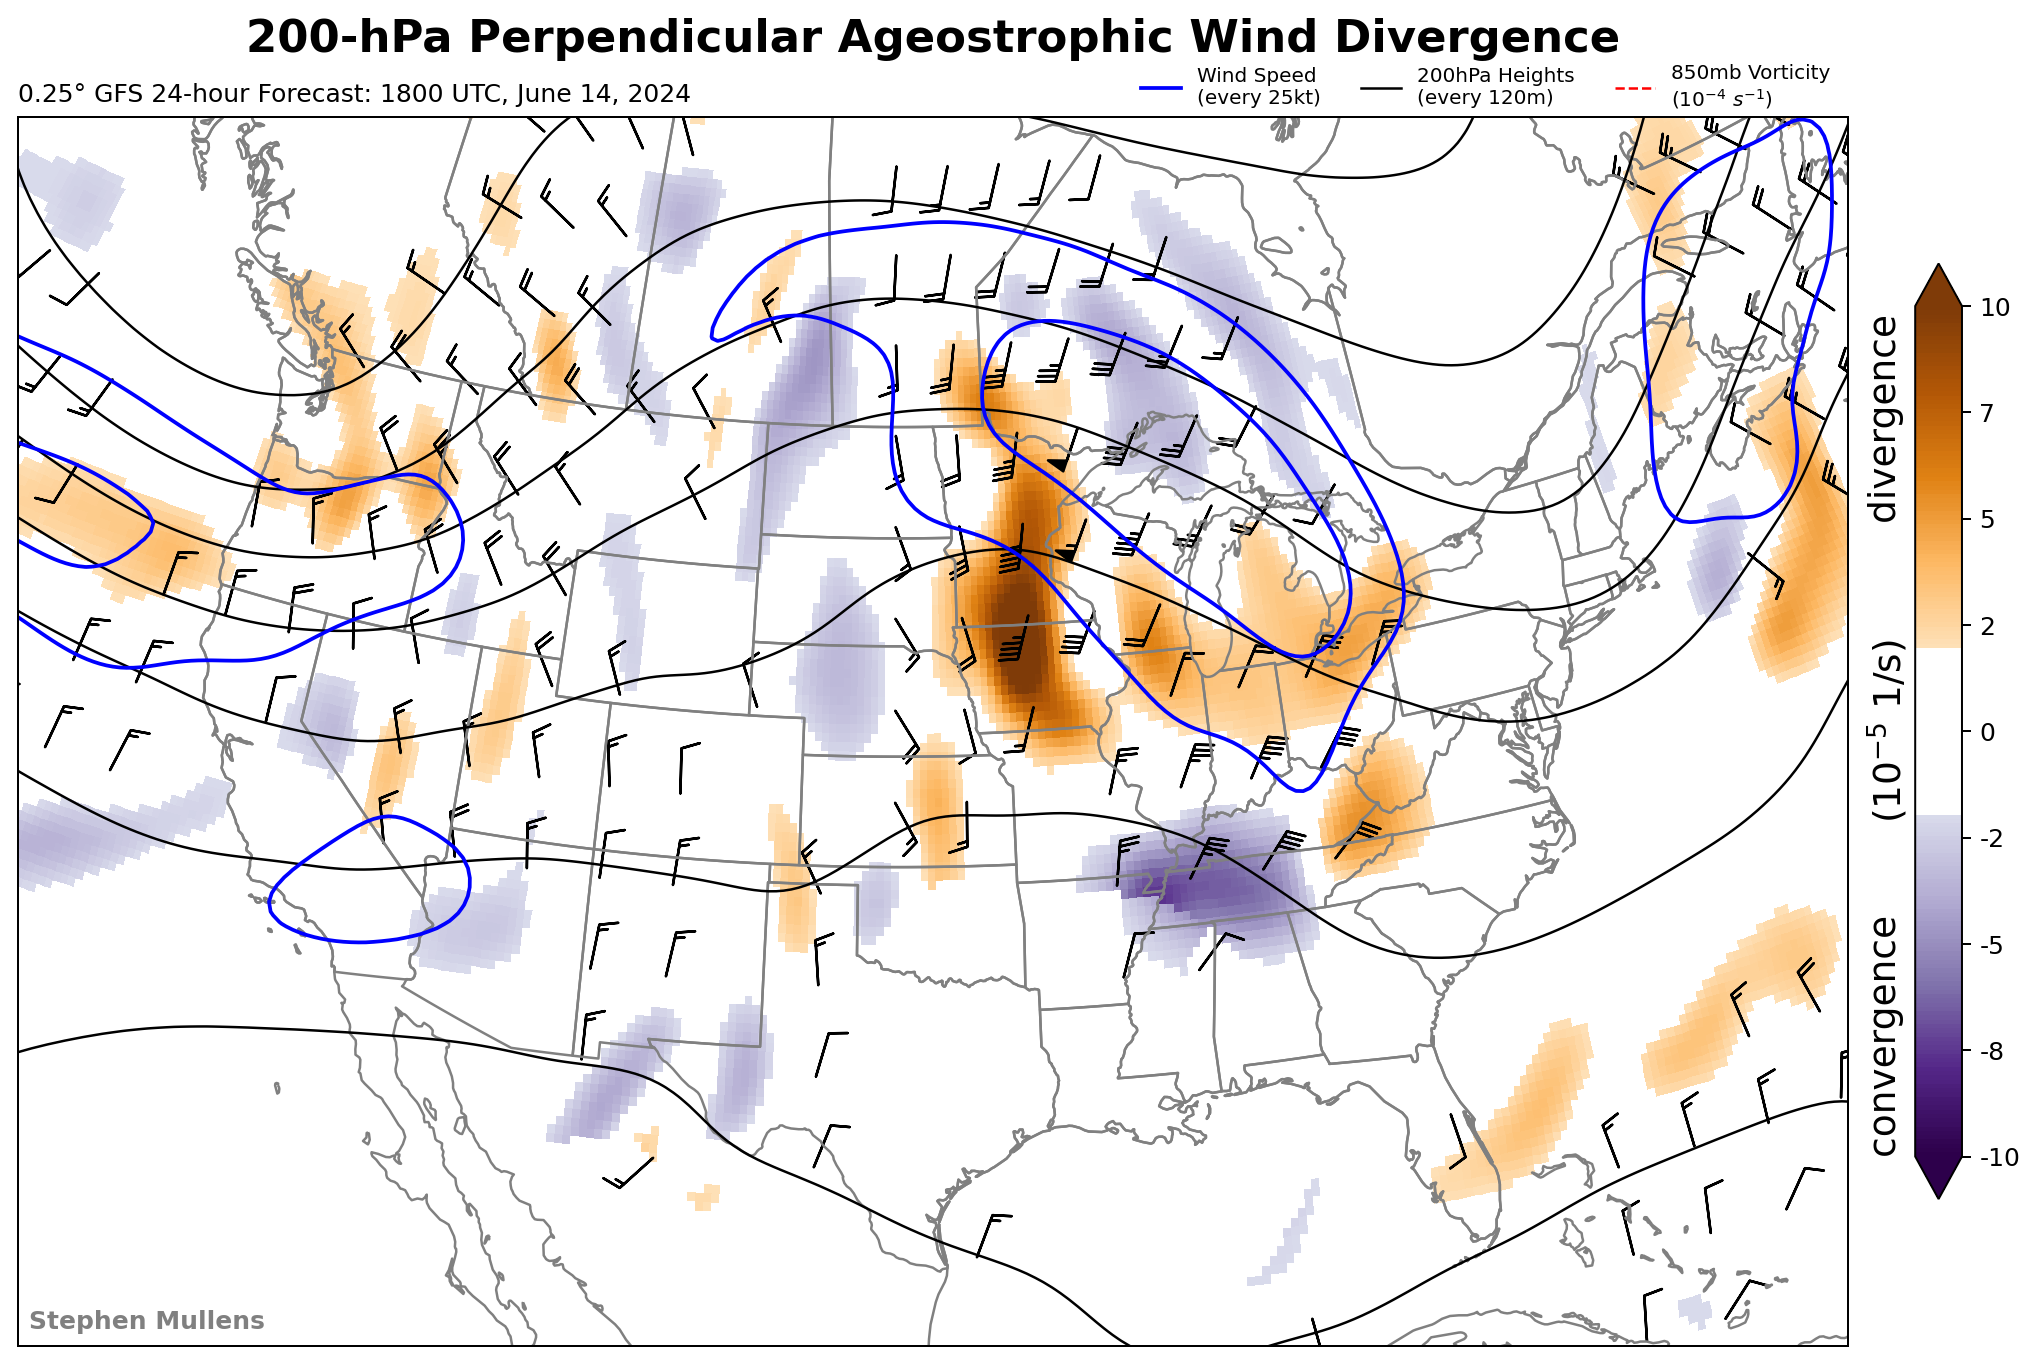 200-hPa Perpendicular Ageostrophic Wind Divergence
0.25° GFS 24-hour Forecast: 1800 UTC, June 14, 2024
Wind Speed
(every 25kt)
200hPa Heights
(every 120m)
850mb Vorticity
(10⁻⁴ s⁻¹)
10
7
5
2
0
-2
-5
-8
-10
convergence (10⁻⁵ 1/s) divergence
Stephen Mullens